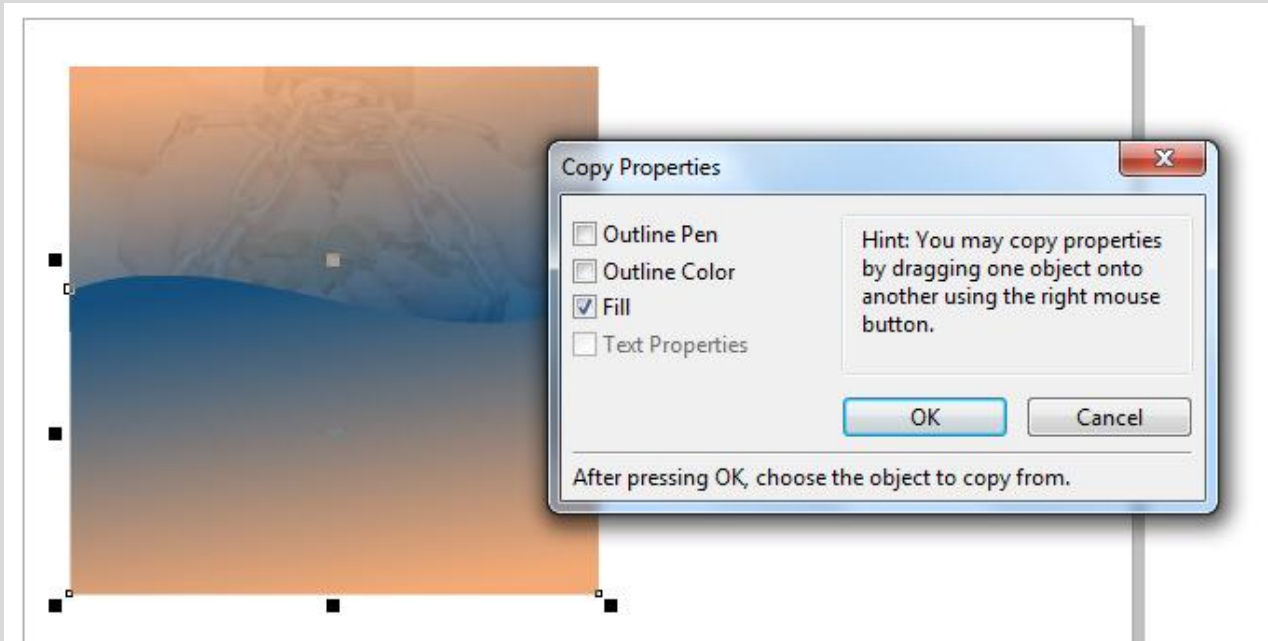 Copy Properties
Outline Pen
Outline Color
Fill
Text Properties
Hint: You may copy properties
by dragging one object onto
another using the right mouse
button.
OK
Cancel
After pressing OK, choose the object to copy from.